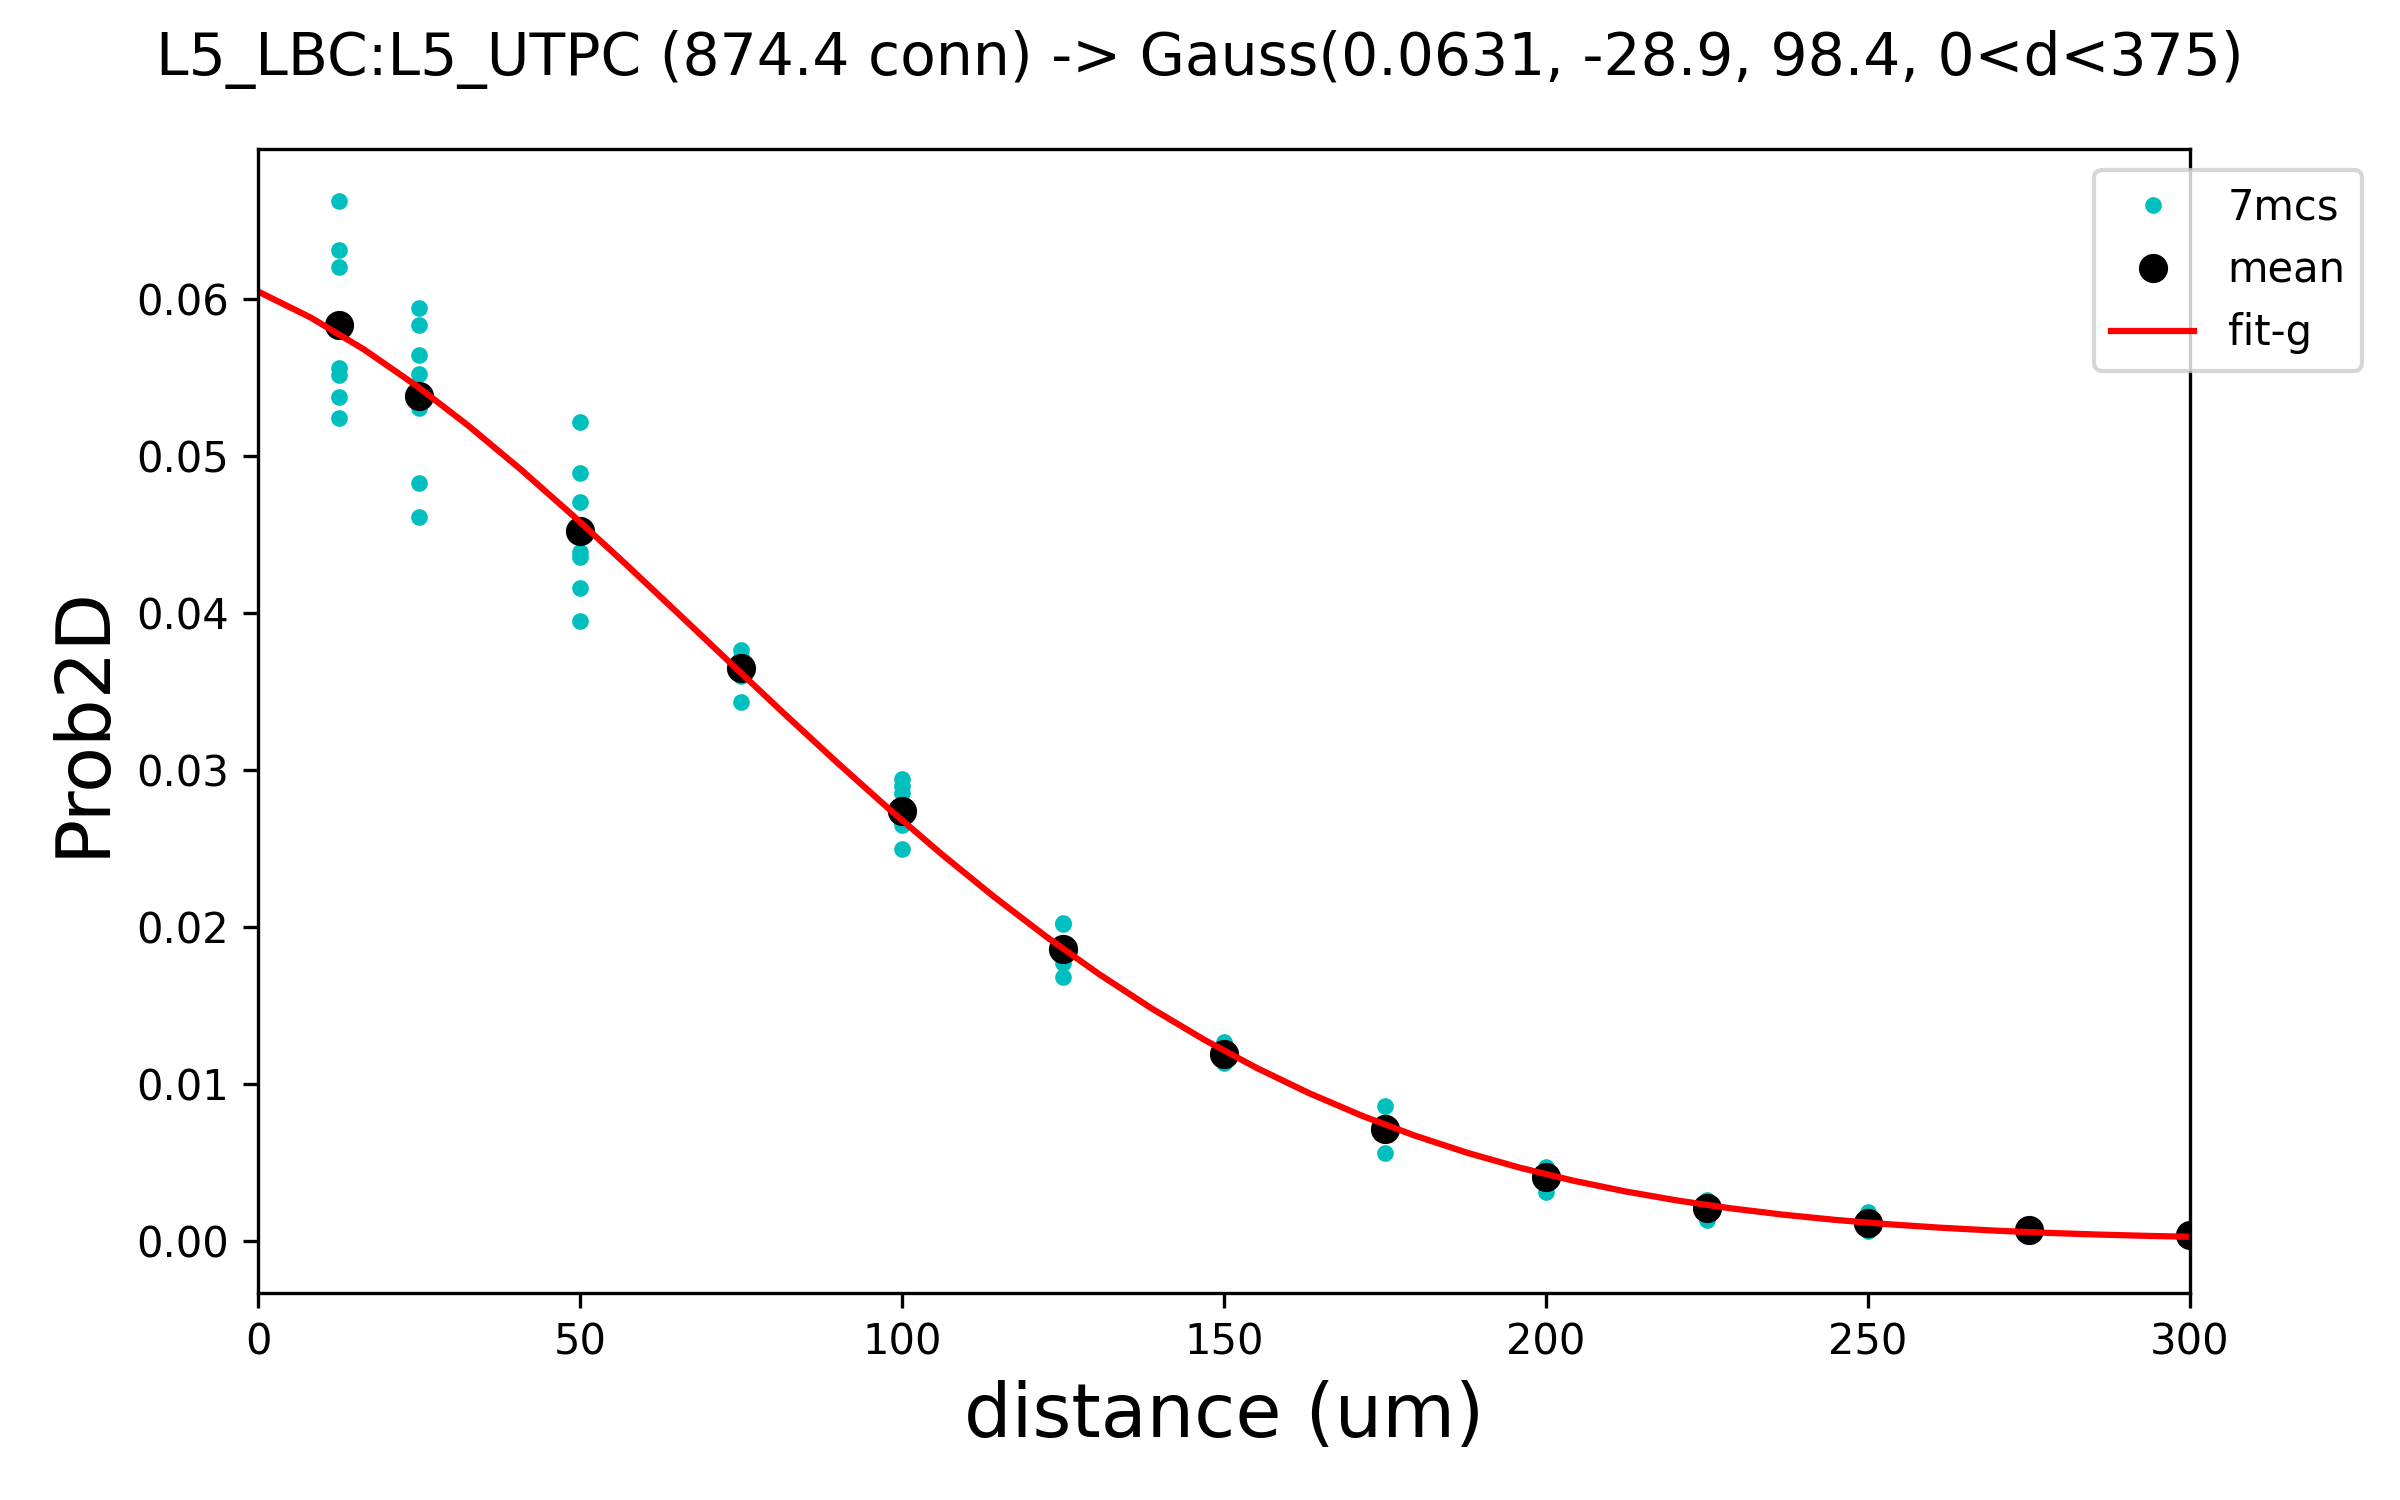 L5_LBC:L5_UTPC (874.4 conn) -> Gauss(0.0631, -28.9, 98.4, 0<d<375)
7mcs
mean
fit-g
0.06
0.05
0.04
0.03
0.02
0.01
0.00
Prob2D
0 50 100 150 200 250 300
distance (um)